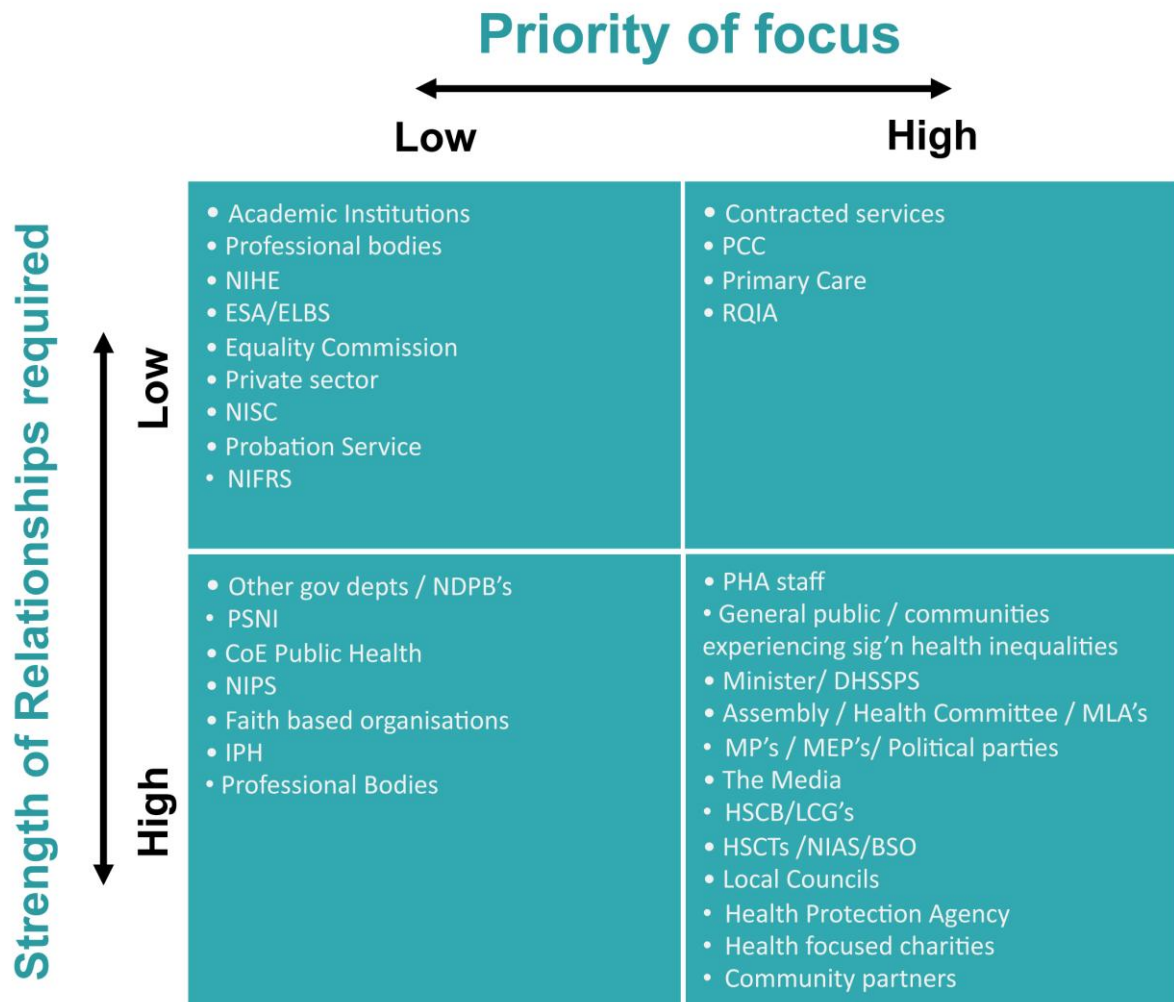 Priority of focus
Low
High
Strength of Relationships required
Low
High
• Academic Institutions
• Professional bodies
• NIHE
• ESA/ELBS
• Equality Commission
• Private sector
• NISC
• Probation Service
• NIFRS
• Contracted services
• PCC
• Primary Care
• RQIA
• Other gov depts / NDPB’s
• PSNI
• CoE Public Health
• NIPS
• Faith based organisations
• IPH
• Professional Bodies
• PHA staff
• General public / communities
experiencing sig’n health inequalities
• Minister/ DHSSPS
• Assembly / Health Committee / MLA’s
• MP’s / MEP’s/ Political parties
• The Media
• HSCB/LCG’s
• HSCTs /NIAS/BSO
• Local Councils
• Health Protection Agency
• Health focused charities
• Community partners